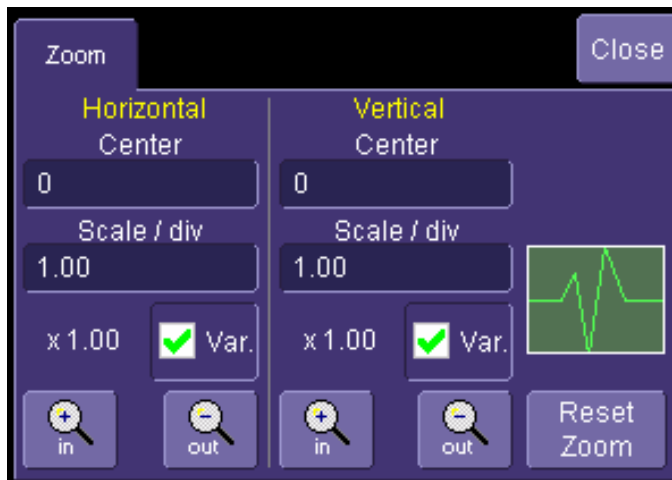 Zoom
Close
Horizontal
Vertical
Center
Center
0
0
Scale / div
Scale / div
1.00
1.00
x 1.00
Var.
x 1.00
Var.
in
out
in
out
Reset
Zoom